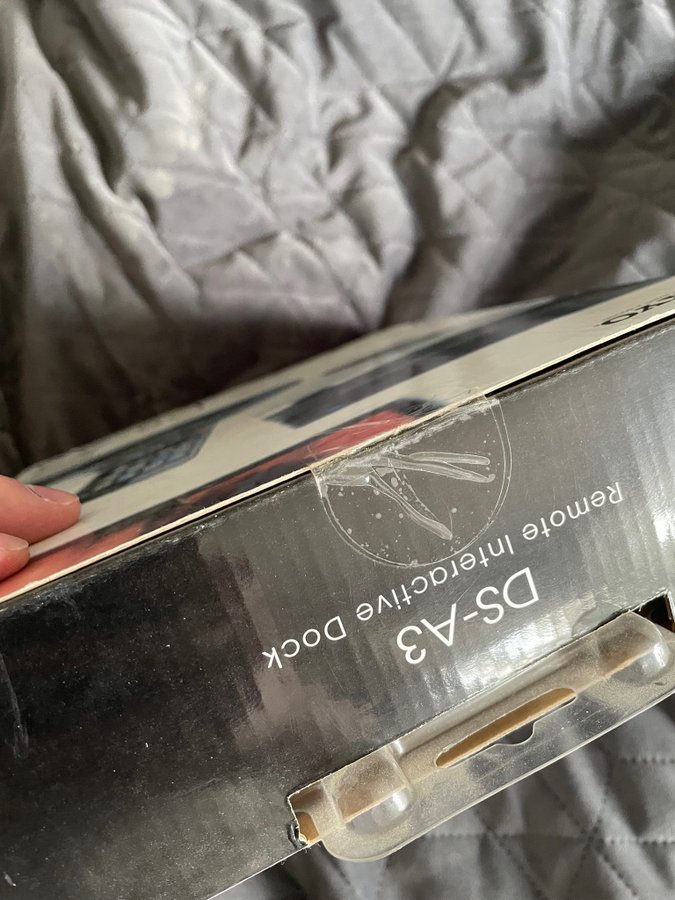 DS-A3
Remote Interactive Dock